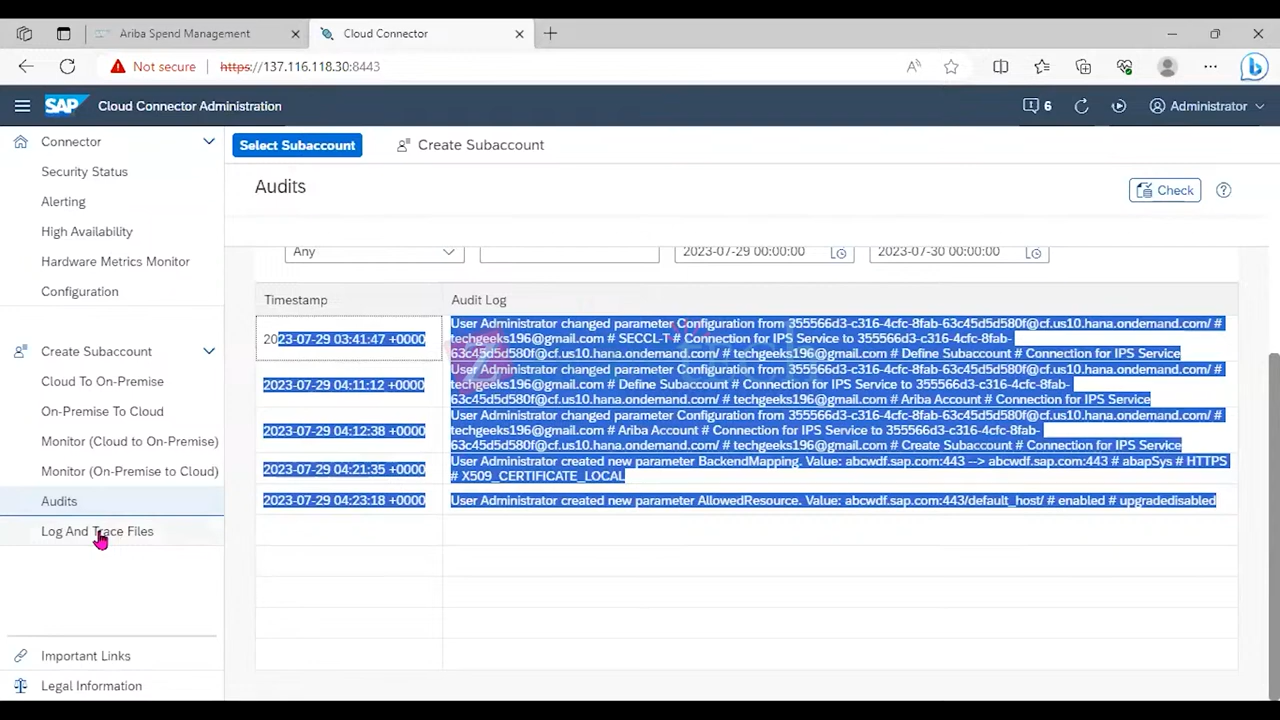 Ariba Spend Management
Cloud Connector
Not secure
https://137.116.118.30:8443
SAP
Cloud Connector Administration
6
Administrator
Connector
Security Status
Alerting
High Availability
Hardware Metrics Monitor
Configuration
Create Subaccount
Cloud To On-Premise
On-Premise To Cloud
Monitor (Cloud to On-Premise)
Monitor (On-Premise to Cloud)
Audits
Log And Trace Files
Important Links
Legal Information
Select Subaccount
Create Subaccount
Audits
Check
Any
2023-07-29 00:00:00
2023-07-30 00:00:00
Timestamp
Audit Log
2023-07-29 03:41:47 +0000
User Administrator changed parameter Configuration from 355566d3-c316-4cfc-8fab-63c45d5d580f@cf.us10.hana.ondemand.com/ #
techgeeks196@gmail.com # SECCL-T # Connection for IPS Service to 355566d3-c316-4cfc-8fab-
63c45d5d580f@cf.us10.hana.ondemand.com/ # techgeeks196@gmail.com # Define Subaccount # Connection for IPS Service
2023-07-29 04:11:12 +0000
User Administrator changed parameter Configuration from 355566d3-c316-4cfc-8fab-63c45d5d580f@cf.us10.hana.ondemand.com/ #
techgeeks196@gmail.com # Define Subaccount # Connection for IPS Service to 355566d3-c316-4cfc-8fab-
63c45d5d580f@cf.us10.hana.ondemand.com/ # techgeeks196@gmail.com # Ariba Account # Connection for IPS Service
2023-07-29 04:12:38 +0000
User Administrator changed parameter Configuration from 355566d3-c316-4cfc-8fab-63c45d5d580f@cf.us10.hana.ondemand.com/ #
techgeeks196@gmail.com # Ariba Account # Connection for IPS Service to 355566d3-c316-4cfc-8fab-
63c45d5d580f@cf.us10.hana.ondemand.com/ # techgeeks196@gmail.com # Create Subaccount # Connection for IPS Service
2023-07-29 04:21:35 +0000
User Administrator created new parameter BackendMapping. Value: abcwdf.sap.com:443 --> abcwdf.sap.com:443 # abapSys # HTTPS
# X509_CERTIFICATE_LOCAL
2023-07-29 04:23:18 +0000
User Administrator created new parameter AllowedResource. Value: abcwdf.sap.com:443/default_host/ # enabled # upgradedisabled